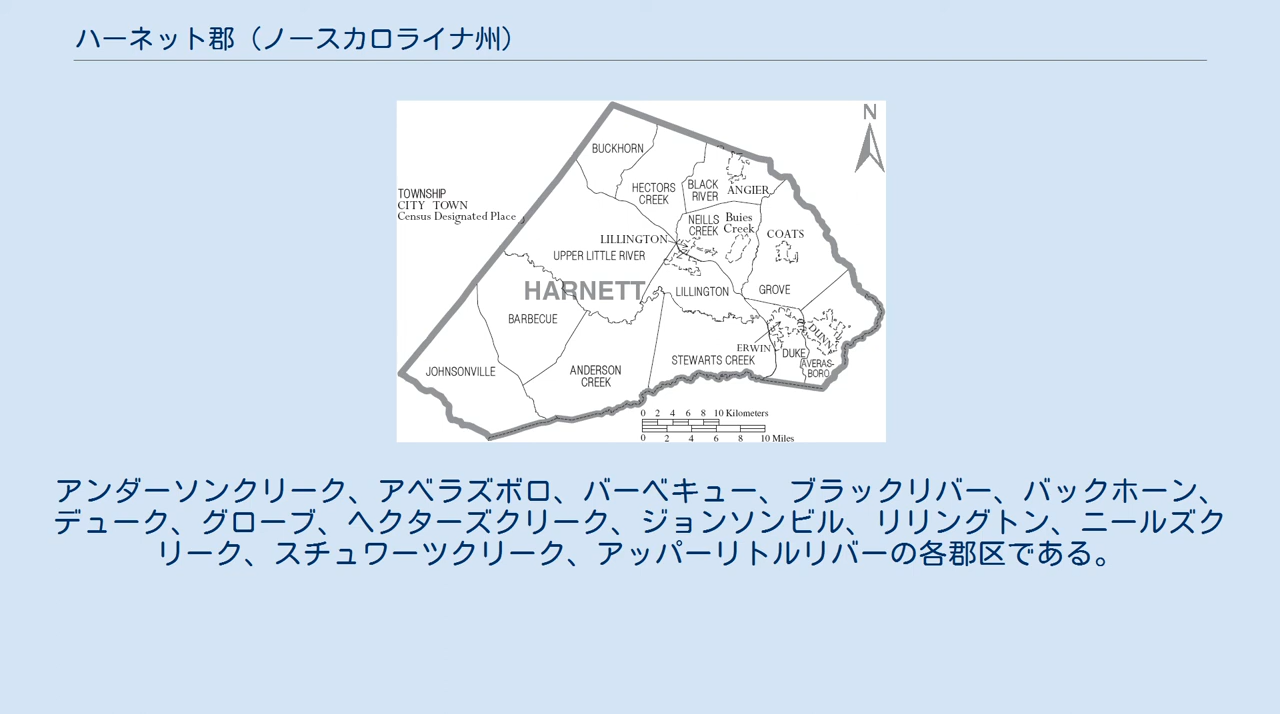 ハーネット郡（ノースカロライナ州）
N
BUCKHORN
TOWNSHIP
CITY TOWN
Census Designated Place
HECTORS
CREEK
BLACK
RIVER
ANGIER
NEILLS
CREEK
Buies
Creek
COATS
LILLINGTON
UPPER LITTLE RIVER
HARNETT
LILLINGTON
GROVE
BARBECUE
ERWIN
DUKE
DUNN
STEWARTS CREEK
AVERAS-
BORO
JOHNSONVILLE
ANDERSON
CREEK
0 2 4 6 8 10 Kilometers
0 2 4 6 8 10 Miles
アンダーソンクリーク、アベラズボロ、バーベキュー、ブラックリバー、バックホーン、
デューク、グローブ、ヘクターズクリーク、ジョンソンビル、リリングトン、ニールズク
リーク、スチュワーツクリーク、アッパーリトルリバーの各郡区である。